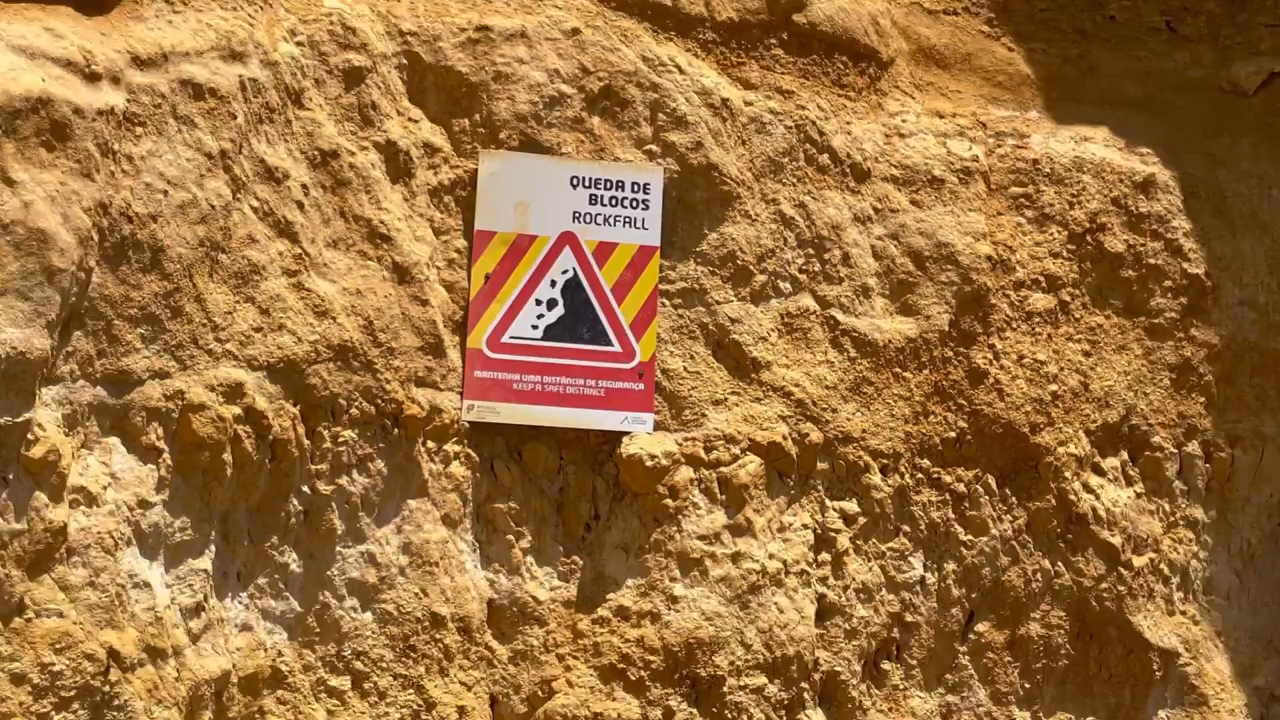 QUEDA DE
BLOCOS
ROCKFALL
MANTENHA UMA DISTÂNCIA DE SEGURANÇA
KEEP A SAFE DISTANCE